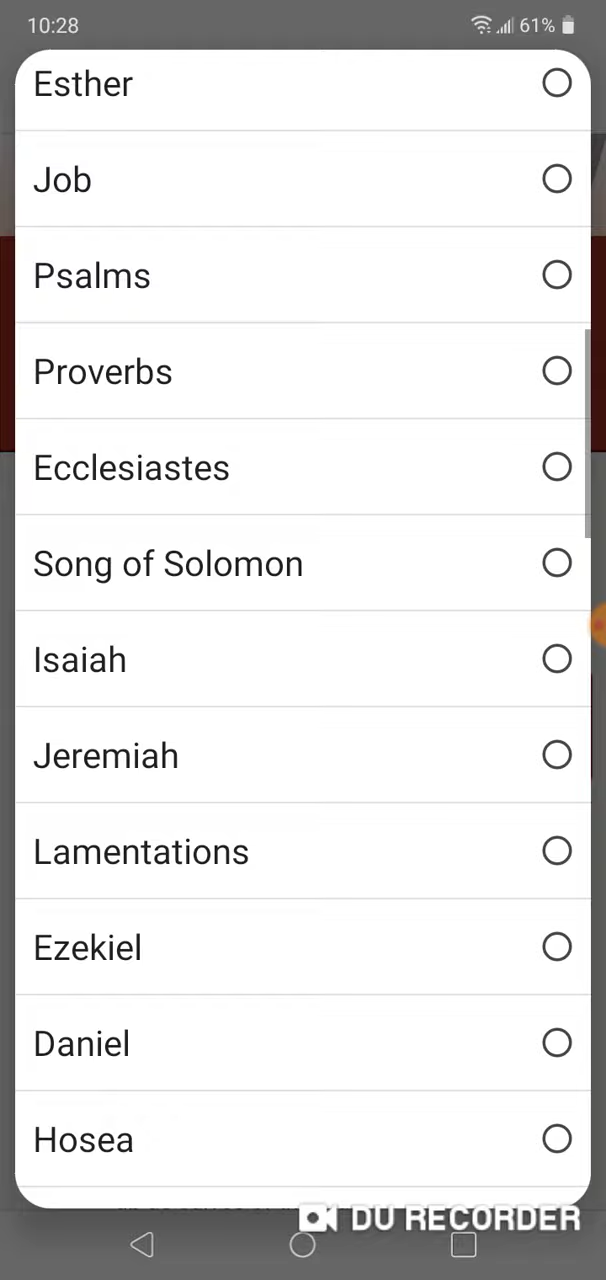 10:28
61%
Esther
Job
Psalms
Proverbs
Ecclesiastes
Song of Solomon
Isaiah
Jeremiah
Lamentations
Ezekiel
Daniel
Hosea
DU RECORDER